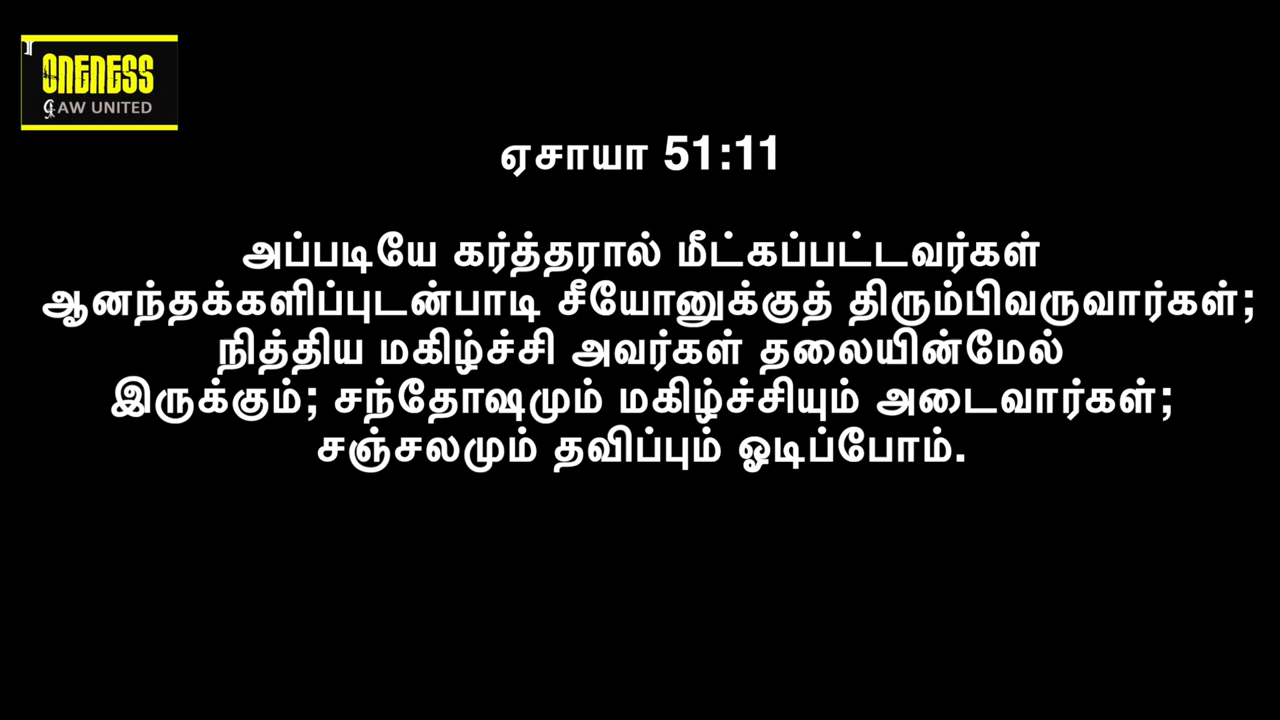 ONENESS
LAW UNITED
ஏசாயா 51:11
அப்படியே கர்த்தரால் மீட்கப்பட்டவர்கள்
ஆனந்தக்களிப்புடன்பாடி சீயோனுக்குத் திரும்பிவருவார்கள்;
நித்திய மகிழ்ச்சி அவர்கள் தலையின்மேல்
இருக்கும்; சந்தோஷமும் மகிழ்ச்சியும் அடைவார்கள்;
சஞ்சலமும் தவிப்பும் ஓடிப்போம்.